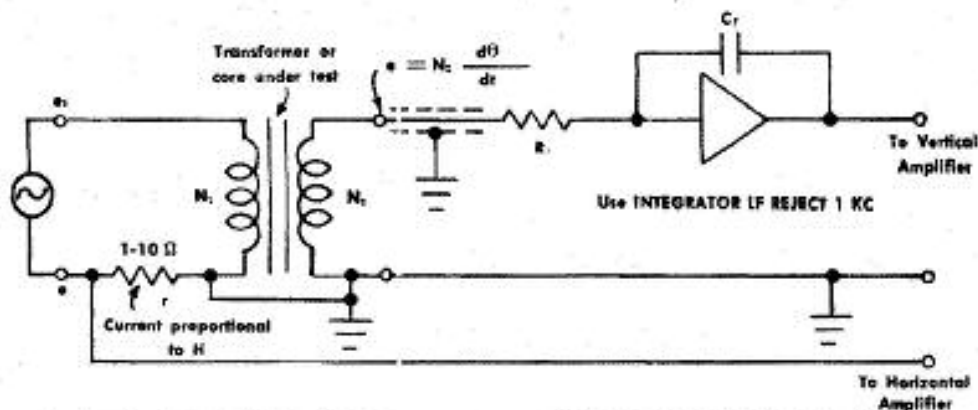 Transformer or
core under test
e = N₂ dθ
dt
Cf
e₁
R₁
To Vertical
Amplifier
N₁
N₂
Use INTEGRATOR LF REJECT 1 KC
1-10 Ω
e
r
Current proportional
to H
To Horizontal
Amplifier